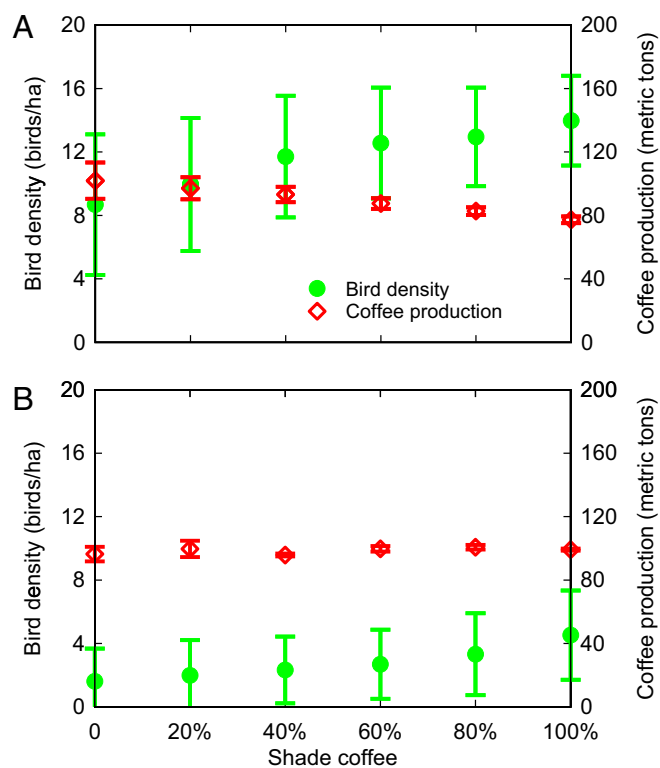 A
20
16
12
8
4
0
Bird density (birds/ha)
200
160
120
80
40
0
Coffee production (metric tons)
Bird density
Coffee production
B
20
16
12
8
4
0
Bird density (birds/ha)
200
160
120
80
40
0
Coffee production (metric tons)
0 20% 40% 60% 80% 100%
Shade coffee